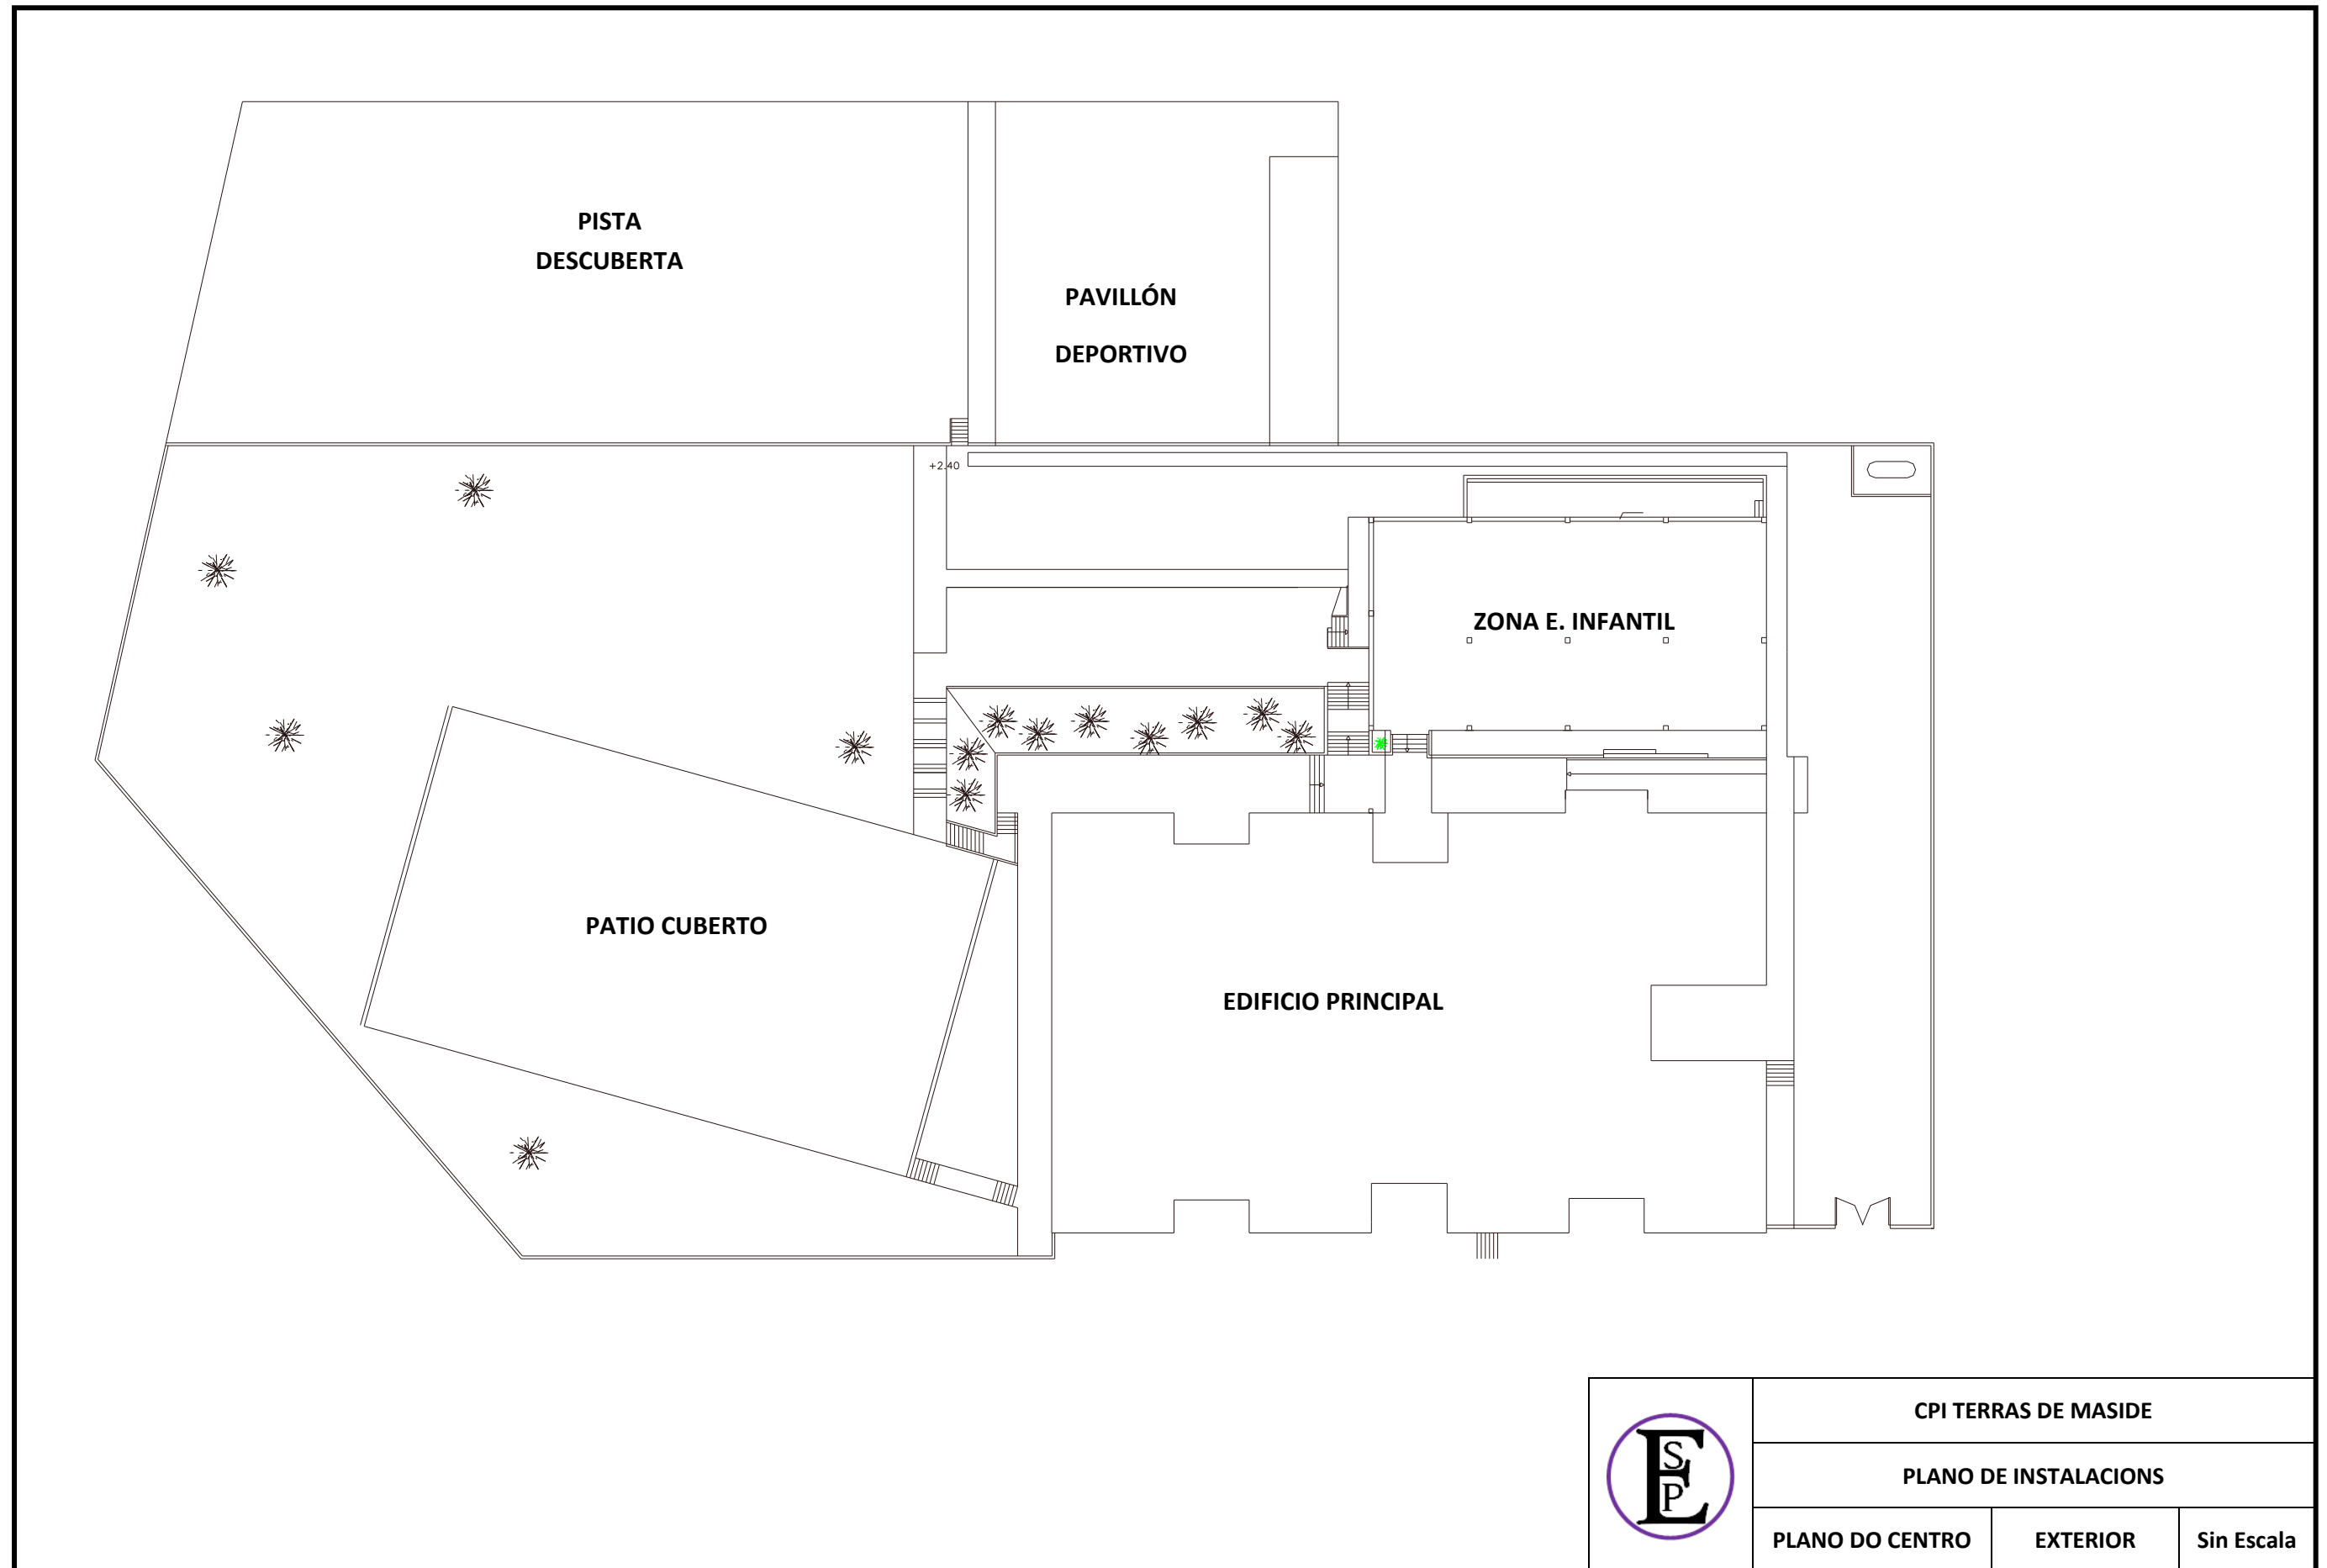 PISTA
DESCUBERTA
PAVILLÓN
DEPORTIVO
+2.40
ZONA E. INFANTIL
PATIO CUBERTO
EDIFICIO PRINCIPAL
CPI TERRAS DE MASIDE
ESP
PLANO DE INSTALACIONS
PLANO DO CENTRO EXTERIOR Sin Escala